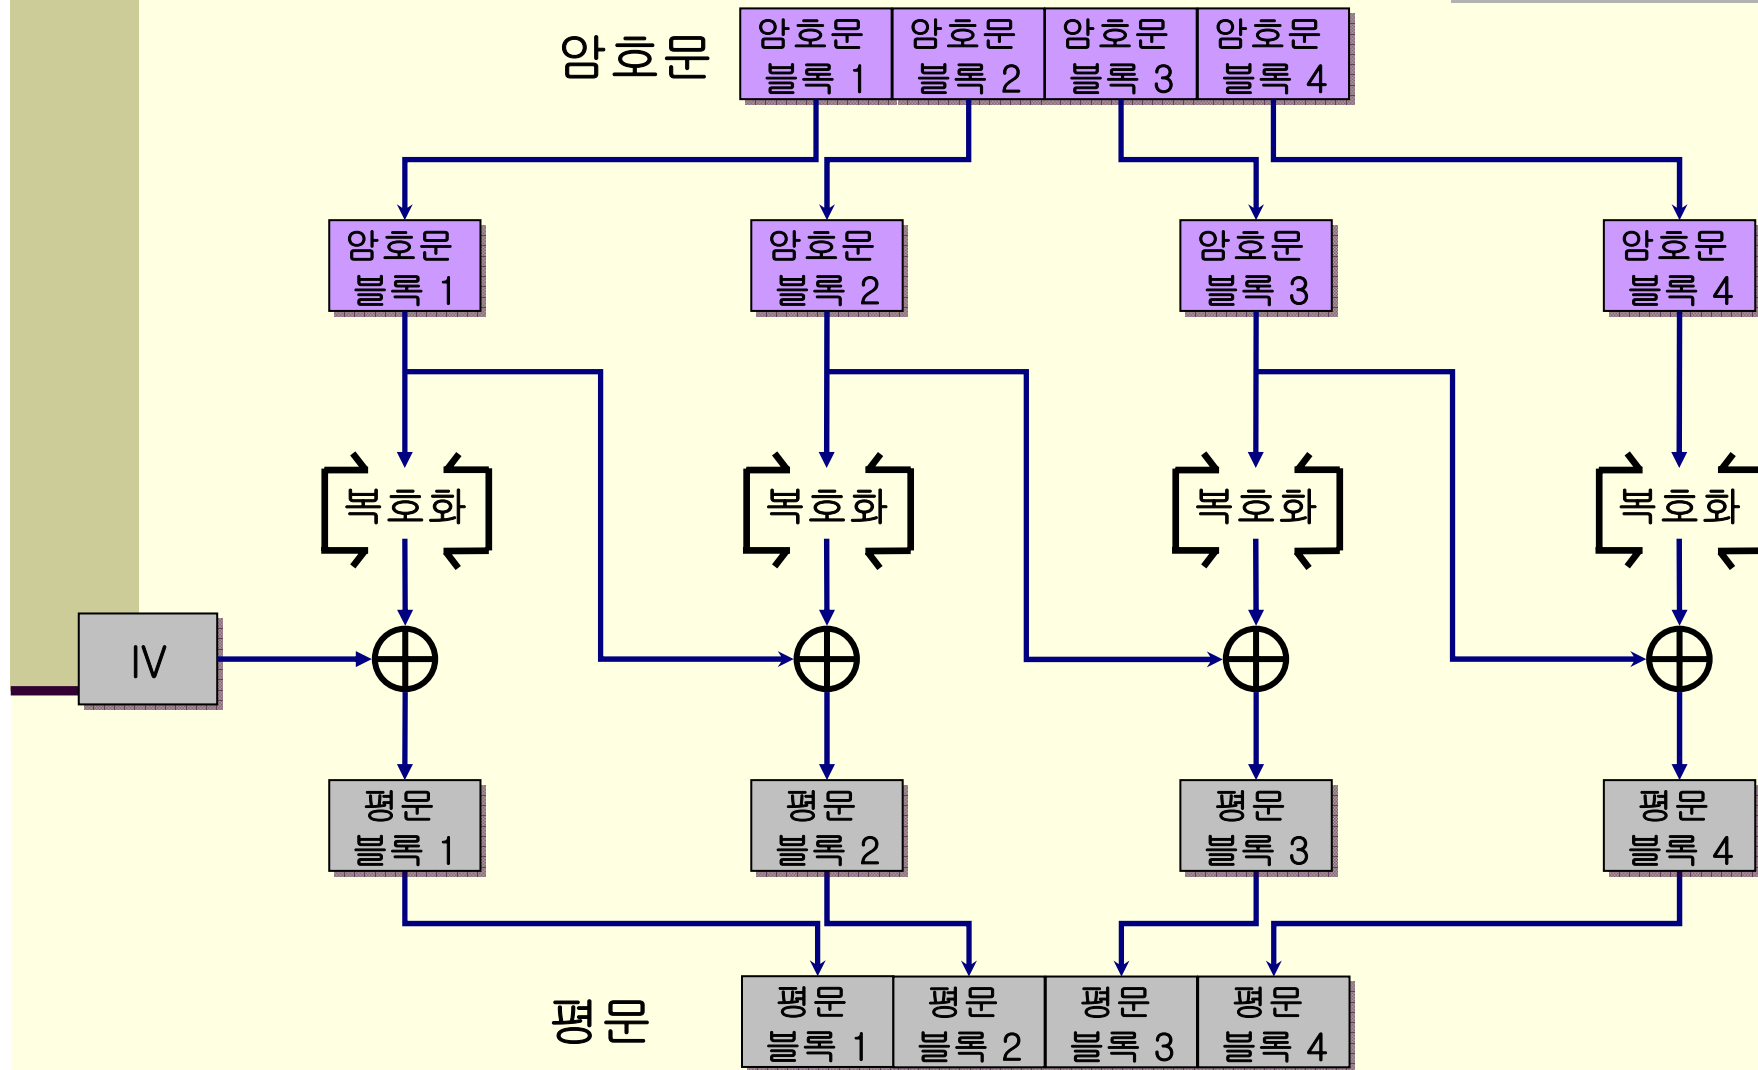 암호문
암호문 암호문 암호문 암호문
블록 1 블록 2 블록 3 블록 4
암호문 암호문 암호문 암호문
블록 1 블록 2 블록 3 블록 4
복호화 복호화 복호화 복호화
IV
평문 평문 평문 평문
블록 1 블록 2 블록 3 블록 4
평문
평문 평문 평문 평문
블록 1 블록 2 블록 3 블록 4